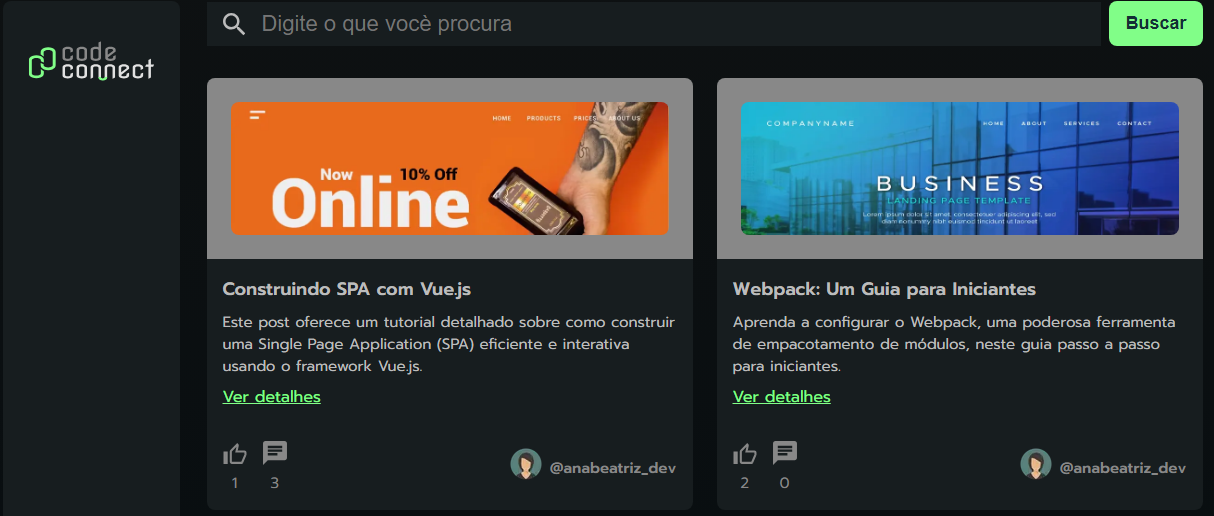 code
connect
Digite o que você procura
Buscar
HOME PRODUCTS PRICES ABOUT US
Now 10% Off
Online
COMPANYNAME HOME ABOUT SERVICES CONTACT
BUSINESS
LANDING PAGE TEMPLATE
Lorem ipsum dolor sit amet, consectetuer adipiscing elit, sed
diam nonummy nibh euismod tincidunt ut laoreet
Construindo SPA com Vue.js
Este post oferece um tutorial detalhado sobre como construir
uma Single Page Application (SPA) eficiente e interativa
usando o framework Vue.js.
Ver detalhes
1 3
@anabeatriz_dev
Webpack: Um Guia para Iniciantes
Aprenda a configurar o Webpack, uma poderosa ferramenta
de empacotamento de módulos, neste guia passo a passo
para iniciantes.
Ver detalhes
2 0
@anabeatriz_dev